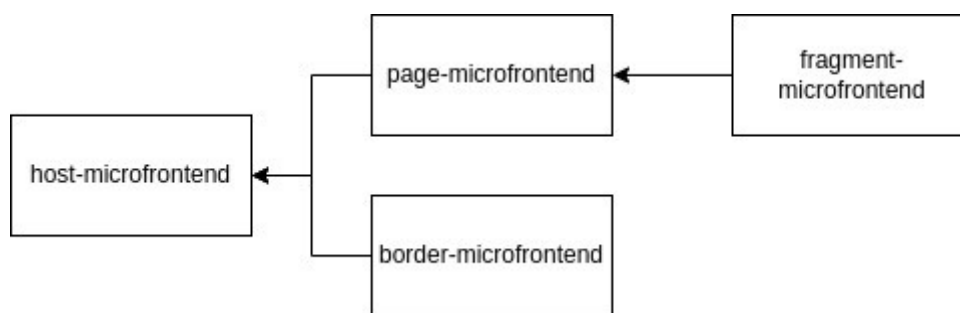 page-microfrontend
fragment-
microfrontend
host-microfrontend
border-microfrontend